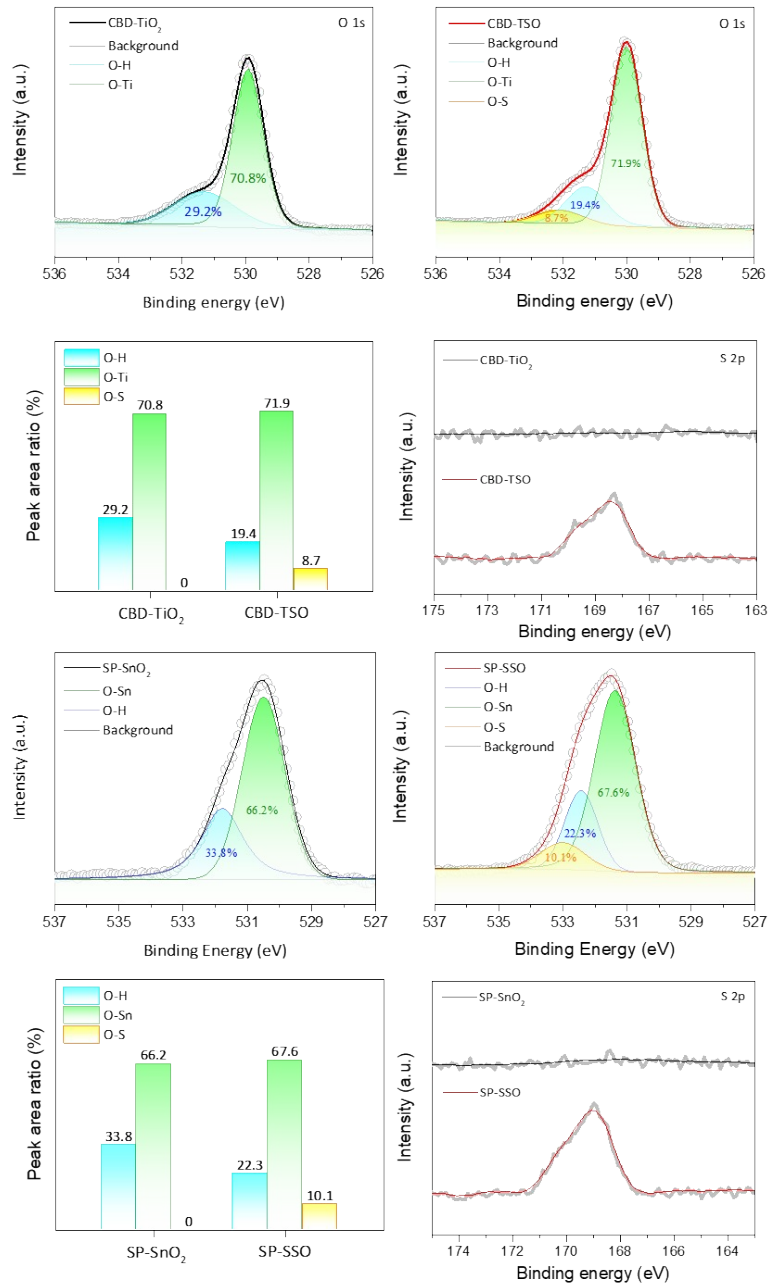 CBD-TiO₂
Background
O-H
O-Ti
O 1s
70.8%
29.2%
Intensity (a.u.)
536 534 532 530 528 526
Binding energy (eV)
CBD-TSO
Background
O-H
O-Ti
O-S
O 1s
71.9%
19.4%
8.7%
Intensity (a.u.)
536 534 532 530 528 526
Binding energy (eV)
O-H
O-Ti
O-S
Peak area ratio (%)
29.2
70.8
0
19.4
71.9
8.7
CBD-TiO₂ CBD-TSO
CBD-TiO₂
S 2p
CBD-TSO
Intensity (a.u.)
175 173 171 169 167 165 163
Binding energy (eV)
SP-SnO₂
O-Sn
O-H
Background
66.2%
33.8%
Intensity (a.u.)
537 535 533 531 529 527
Binding Energy (eV)
SP-SSO
O-H
O-Sn
O-S
Background
67.6%
22.3%
10.1%
Intensity (a.u.)
537 535 533 531 529 527
Binding Energy (eV)
O-H
O-Sn
O-S
Peak area ratio (%)
33.8
66.2
0
22.3
67.6
10.1
SP-SnO₂ SP-SSO
SP-SnO₂
S 2p
SP-SSO
Intensity (a.u.)
174 172 170 168 166 164
Binding energy (eV)